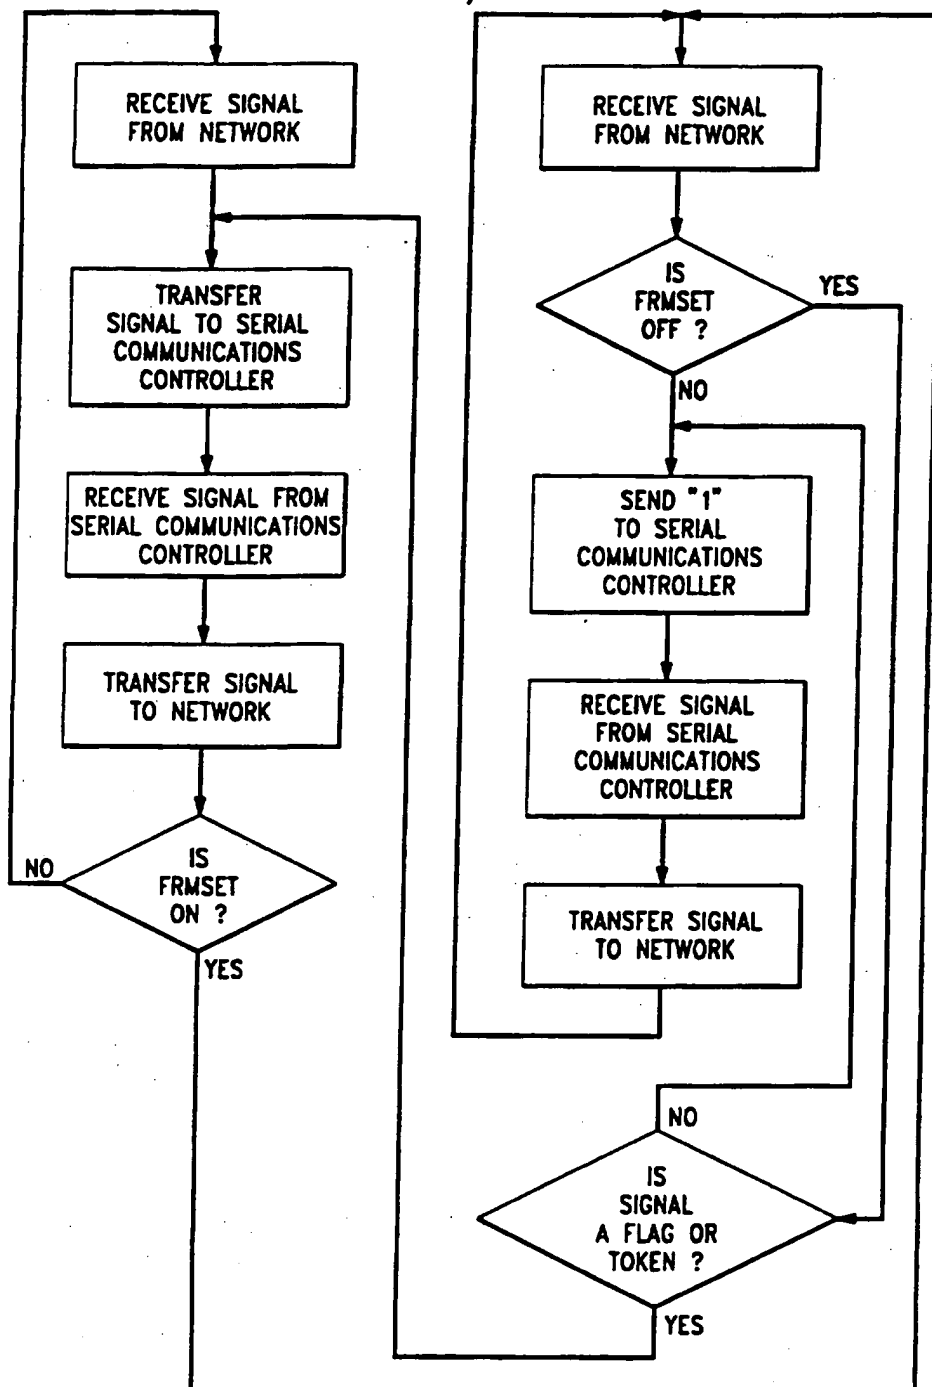 RECEIVE SIGNAL
FROM NETWORK
TRANSFER
SIGNAL TO SERIAL
COMMUNICATIONS
CONTROLLER
RECEIVE SIGNAL FROM
SERIAL COMMUNICATIONS
CONTROLLER
TRANSFER SIGNAL
TO NETWORK
NO
IS
FRMSET
ON ?
YES
RECEIVE SIGNAL
FROM NETWORK
IS
FRMSET
OFF ?
YES
NO
SEND "1"
TO SERIAL
COMMUNICATIONS
CONTROLLER
RECEIVE SIGNAL
FROM SERIAL
COMMUNICATIONS
CONTROLLER
TRANSFER SIGNAL
TO NETWORK
NO
IS
SIGNAL
A FLAG OR
TOKEN ?
YES